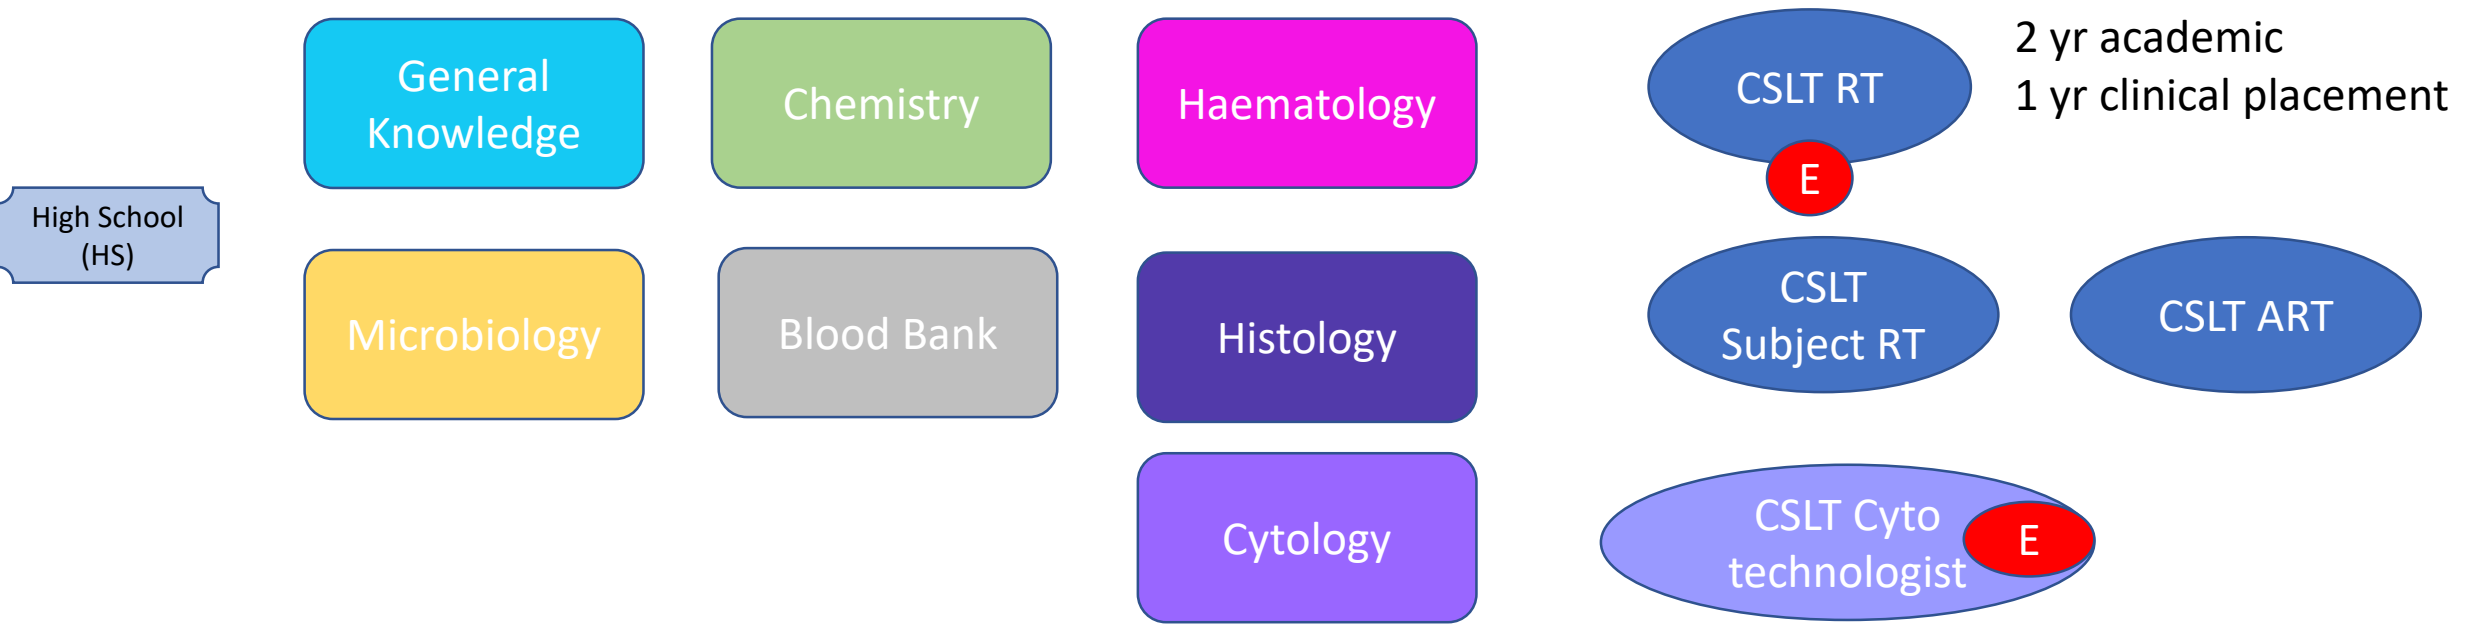 High School
(HS)
General
Knowledge
Chemistry
Haematology
CSLT RT
E
2 yr academic
1 yr clinical placement
Microbiology
Blood Bank
Histology
CSLT
Subject RT
CSLT ART
Cytology
CSLT Cyto
technologist
E